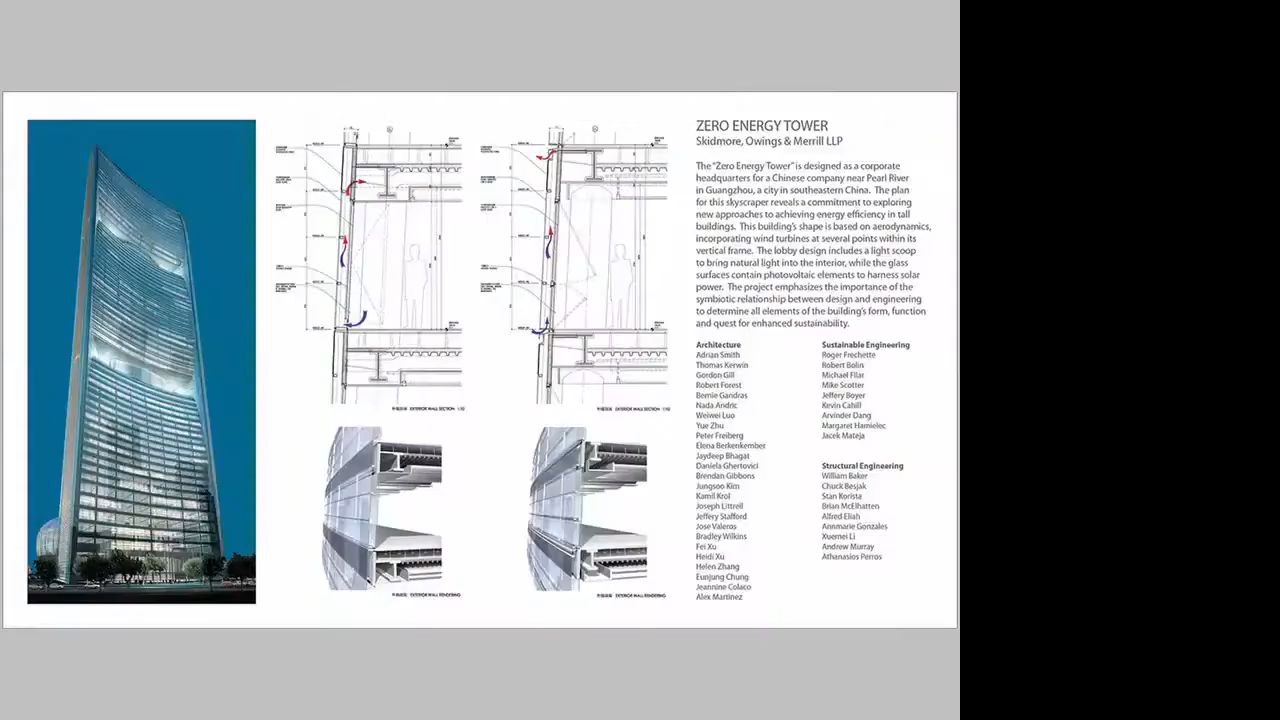 ZERO ENERGY TOWER
Skidmore, Owings & Merrill LLP
The "Zero Energy Tower" is designed as a corporate
headquarters for a Chinese company near Pearl River
in Guangzhou, a city in southeastern China. The plan
for this skyscraper reveals a commitment to exploring
new approaches to achieving energy efficiency in tall
buildings. This building's shape is based on aerodynamics,
incorporating wind turbines at several points within its
vertical frame. The lobby design includes a light scoop
to bring natural light into the interior, while the glass
surfaces contain photovoltaic elements to harness solar
power. The project emphasizes the importance of the
symbiotic relationship between design and engineering
to determine all elements of the building's form, function
and quest for enhanced sustainability.
Architecture
Adrian Smith
Thomas Kerwin
Gordon Gill
Robert Forest
Bernie Gandras
Nada Andric
Weiwei Luo
Yue Zhu
Peter Freiberg
Elena Berkenkember
Jaydeep Bhagat
Daniela Ghertovici
Brendan Gibbons
Jungsoo Kim
Kamil Krol
Joseph Littrell
Jeffery Stafford
Jose Valeros
Bradley Wilkins
Fei Xu
Heidi Xu
Helen Zhang
Eunjung Chung
Jeannine Colaco
Alex Martinez
Sustainable Engineering
Roger Frechette
Robert Bolin
Michael Filar
Mike Scotter
Jeffery Boyer
Kevin Cahill
Arvinder Dang
Margaret Hamielec
Jacek Mateja
Structural Engineering
William Baker
Chuck Besjak
Stan Korista
Brian McElhatten
Alfred Eliah
Annmarie Gonzales
Xuemei Li
Andrew Murray
Athanasios Perros
EXTERIOR WALL SECTION 1:10
EXTERIOR WALL SECTION 1:10
EXTERIOR WALL RENDERING
EXTERIOR WALL RENDERING